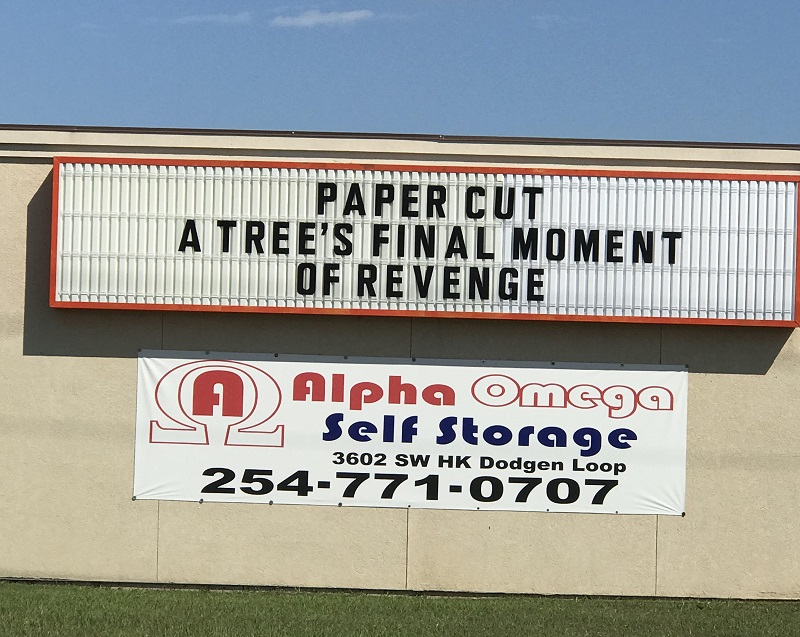 PAPER CUT
A TREE'S FINAL MOMENT
OF REVENGE
A Alpha Omega
Self Storage
3602 SW HK Dodgen Loop
254-771-0707